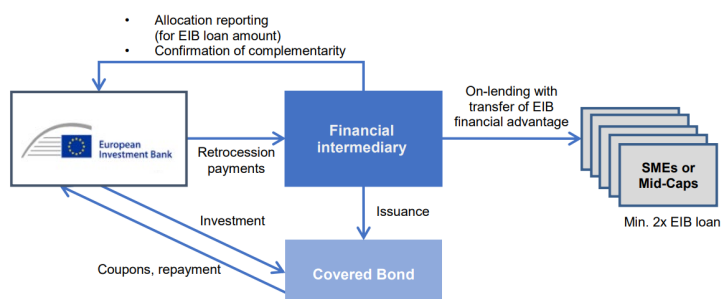 • Allocation reporting
(for EIB loan amount)
• Confirmation of complementarity
On-lending with
transfer of EIB
financial advantage
European
Investment Bank
Financial
intermediary
Retrocession
payments
SMEs or
Mid-Caps
Min. 2x EIB loan
Investment
Issuance
Coupons, repayment
Covered Bond